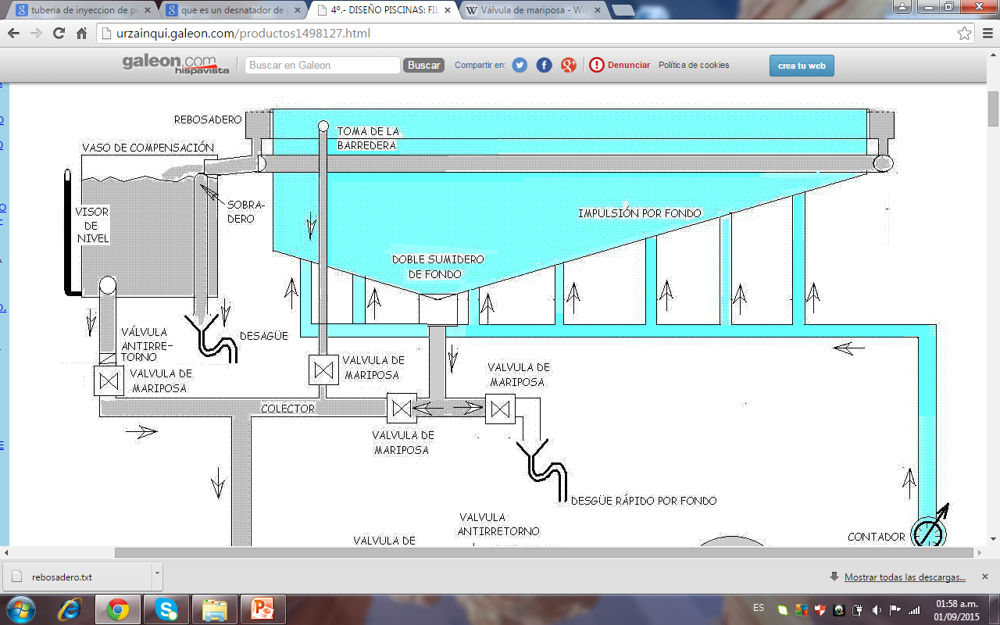 tuberia de inyeccion de p
que es un desnatador de
4º.- DISEÑO PISCINAS: FIL
Válvula de mariposa - Wik
urzainqui.galeon.com/productos1498127.html
galeon.com
hispavista
Buscar en Galeon
Buscar
Compartir en:
Denunciar
Política de cookies
crea tu web
REBOSADERO
TOMA DE LA
BARREDERA
VASO DE COMPENSACIÓN
SOBRA-
DERO
VISOR
DE
NIVEL
IMPULSIÓN POR FONDO
DOBLE SUMIDERO
DE FONDO
DESAGÜE
VÁLVULA
ANTIRRE-
TORNO
VALVULA DE
MARIPOSA
VALVULA DE
MARIPOSA
VALVULA DE
MARIPOSA
COLECTOR
VALVULA DE
MARIPOSA
DESGÜE RÁPIDO POR FONDO
VALVULA
ANTIRRETORNO
VALVULA DE
CONTADOR
rebosadero.txt
Mostrar todas las descargas...
ES
01:58 a.m.
01/09/2015